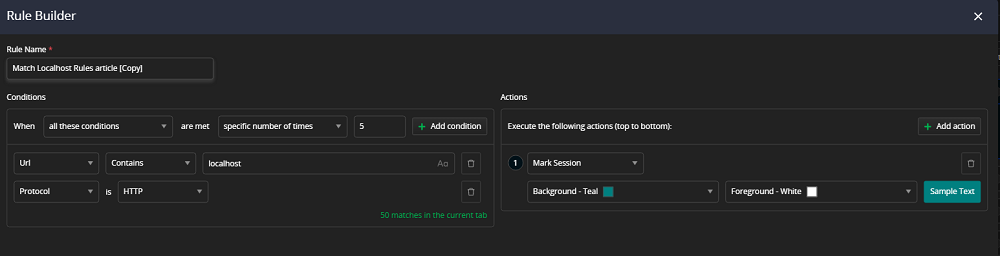 Rule Builder
Rule Name *
Match Localhost Rules article [Copy]
Conditions
When all these conditions are met specific number of times 5 + Add condition
Url Contains localhost Aa
Protocol is HTTP
50 matches in the current tab
Actions
Execute the following actions (top to bottom): + Add action
1 Mark Session
Background - Teal Foreground - White Sample Text